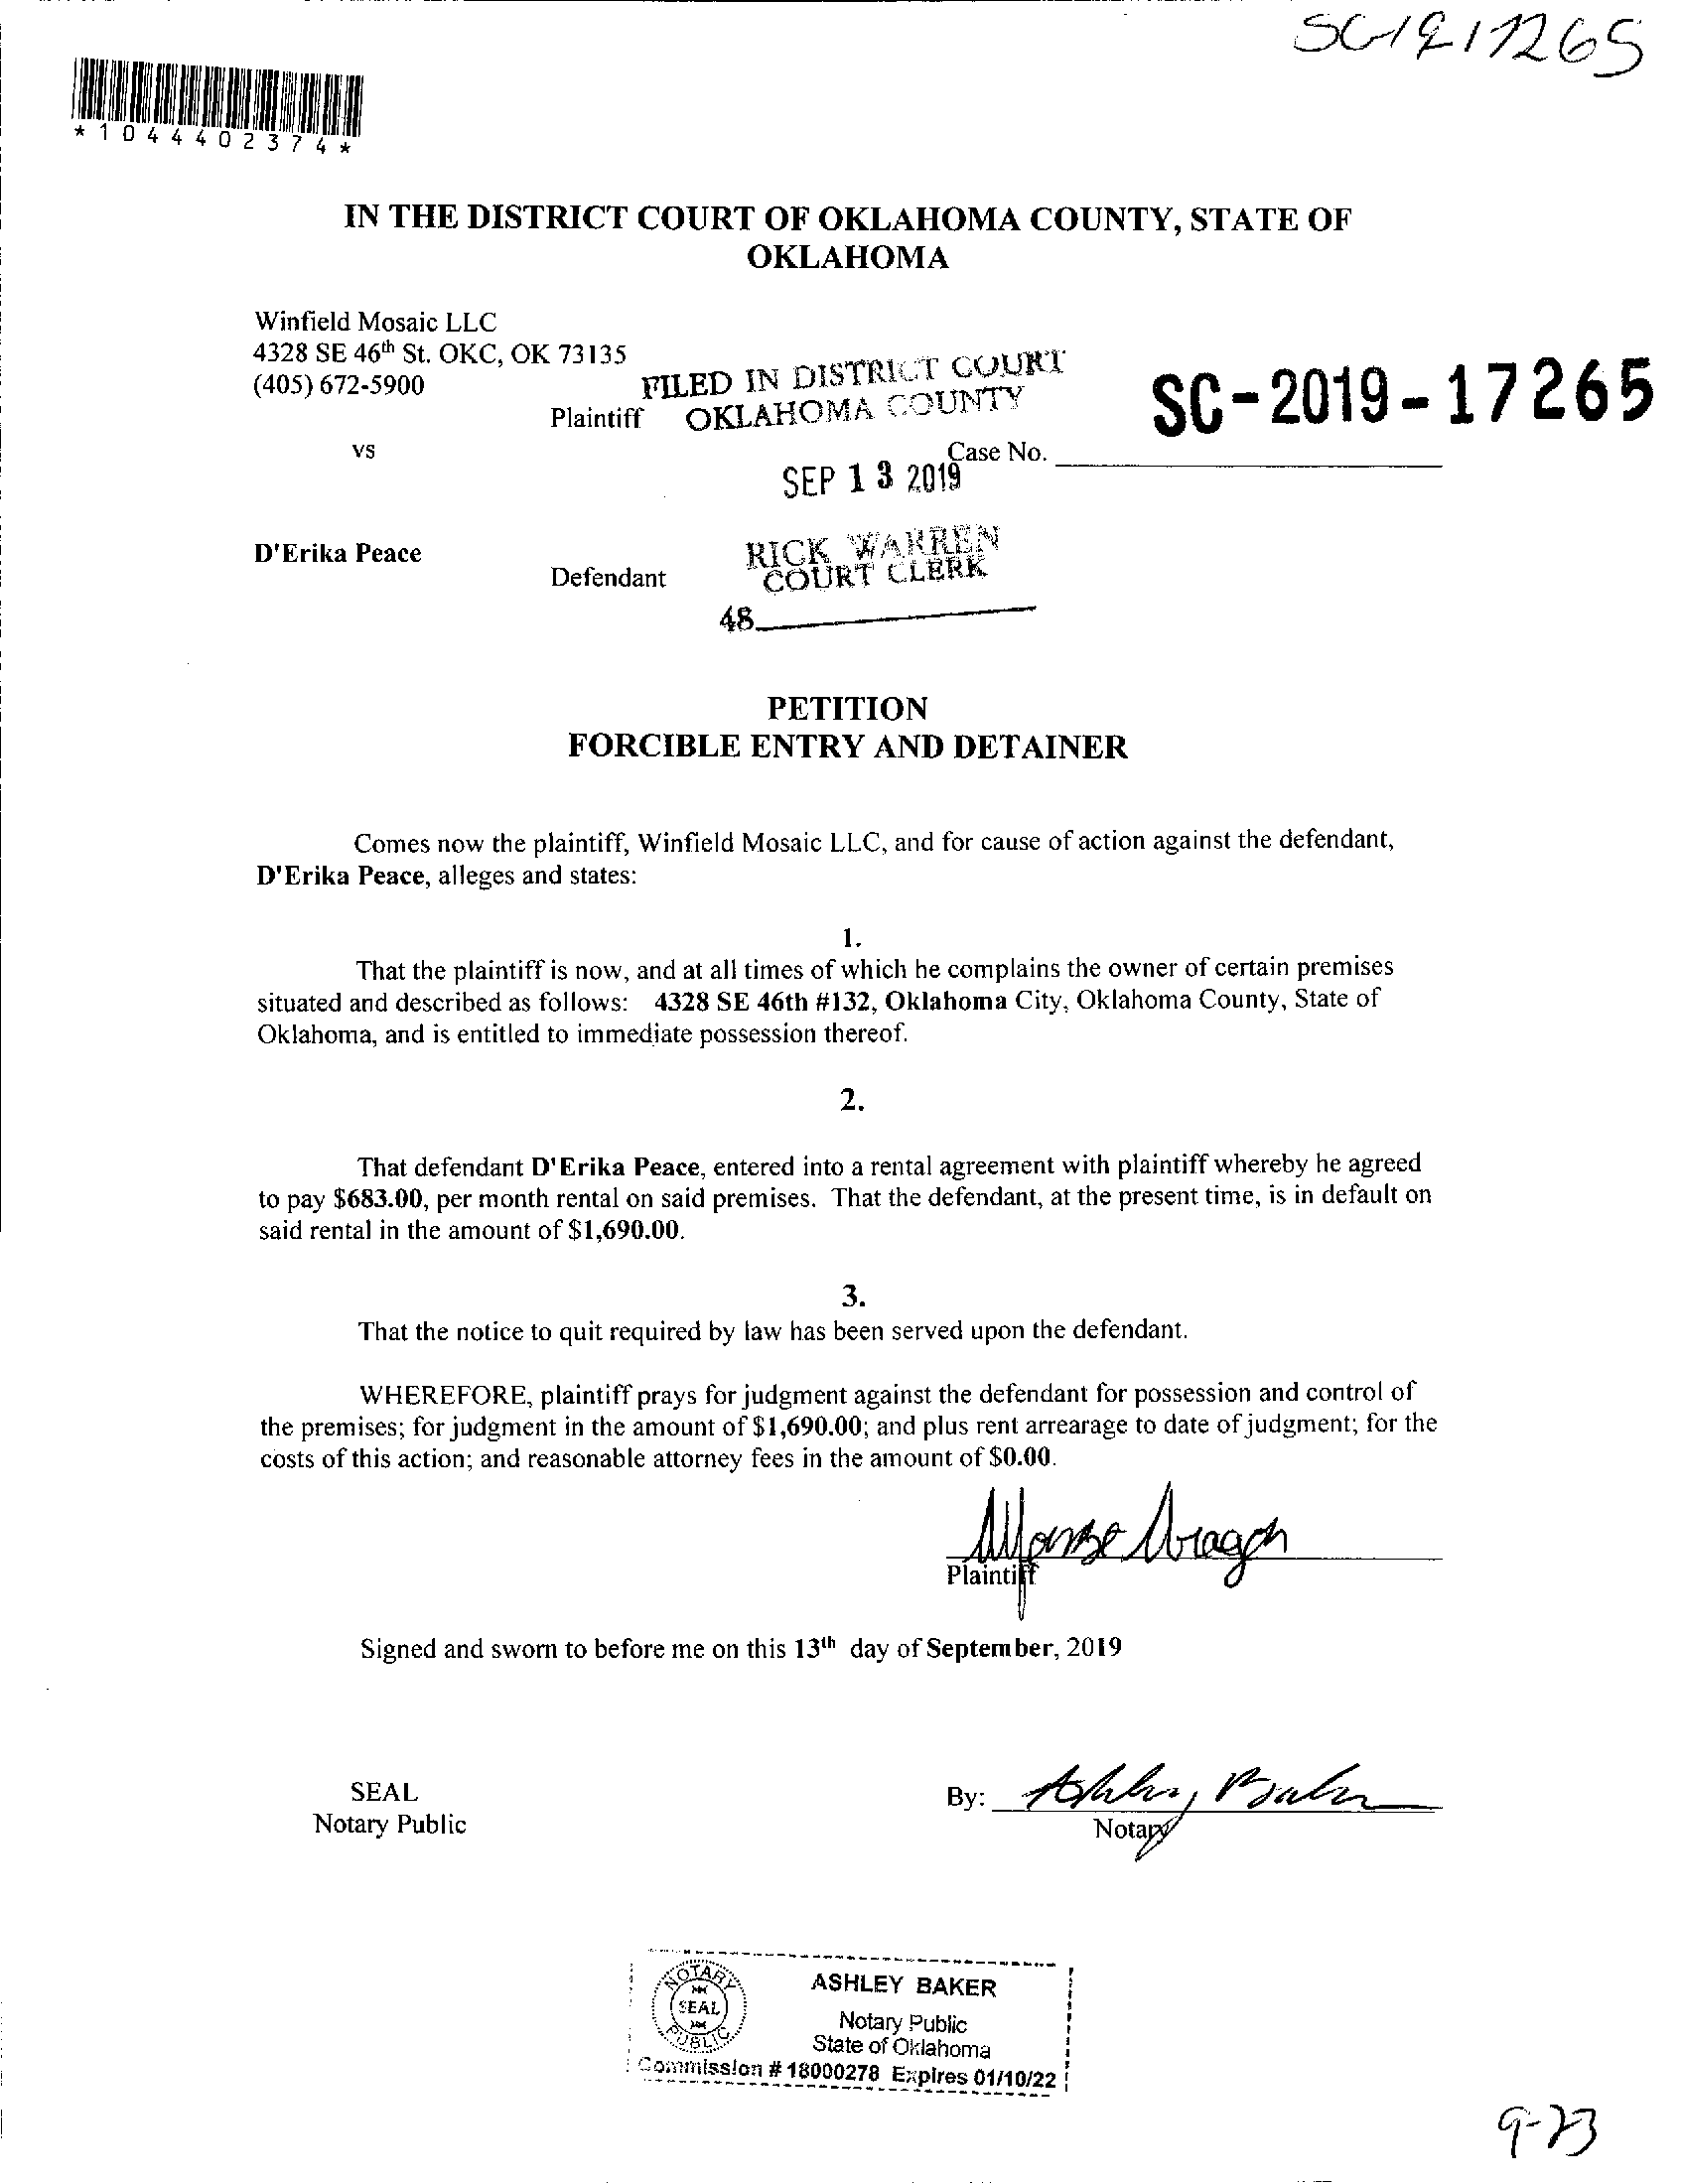 SC-1917265
*1044402374*
IN THE DISTRICT COURT OF OKLAHOMA COUNTY, STATE OF
OKLAHOMA
Winfield Mosaic LLC
4328 SE 46th St. OKC, OK 73135
(405) 672-5900
Plaintiff
FILED IN DISTRICT COURT
OKLAHOMA COUNTY
SC-2019-17265
vs
Case No.
SEP 13 2019
D'Erika Peace
Defendant
RICK WARREN
COURT CLERK
48
PETITION
FORCIBLE ENTRY AND DETAINER
Comes now the plaintiff, Winfield Mosaic LLC, and for cause of action against the defendant,
D'Erika Peace, alleges and states:
1.
That the plaintiff is now, and at all times of which he complains the owner of certain premises
situated and described as follows: 4328 SE 46th #132, Oklahoma City, Oklahoma County, State of
Oklahoma, and is entitled to immediate possession thereof.
2.
That defendant D'Erika Peace, entered into a rental agreement with plaintiff whereby he agreed
to pay $683.00, per month rental on said premises. That the defendant, at the present time, is in default on
said rental in the amount of $1,690.00.
3.
That the notice to quit required by law has been served upon the defendant.
WHEREFORE, plaintiff prays for judgment against the defendant for possession and control of
the premises; for judgment in the amount of $1,690.00; and plus rent arrearage to date of judgment; for the
costs of this action; and reasonable attorney fees in the amount of $0.00.
Aragon
Plaintiff
Signed and sworn to before me on this 13th day of September, 2019
SEAL
Notary Public
By: Ashley Baker
Notary
NOTARY
SEAL
PUBLIC
ASHLEY BAKER
Notary Public
State of Oklahoma
Commission # 18000278 Expires 01/10/22
9-23